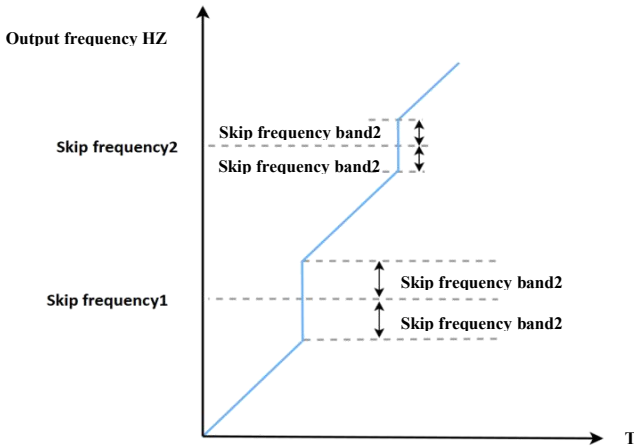 Output frequency HZ
Skip frequency band2
Skip frequency2
Skip frequency band2
Skip frequency band2
Skip frequency1
Skip frequency band2
T